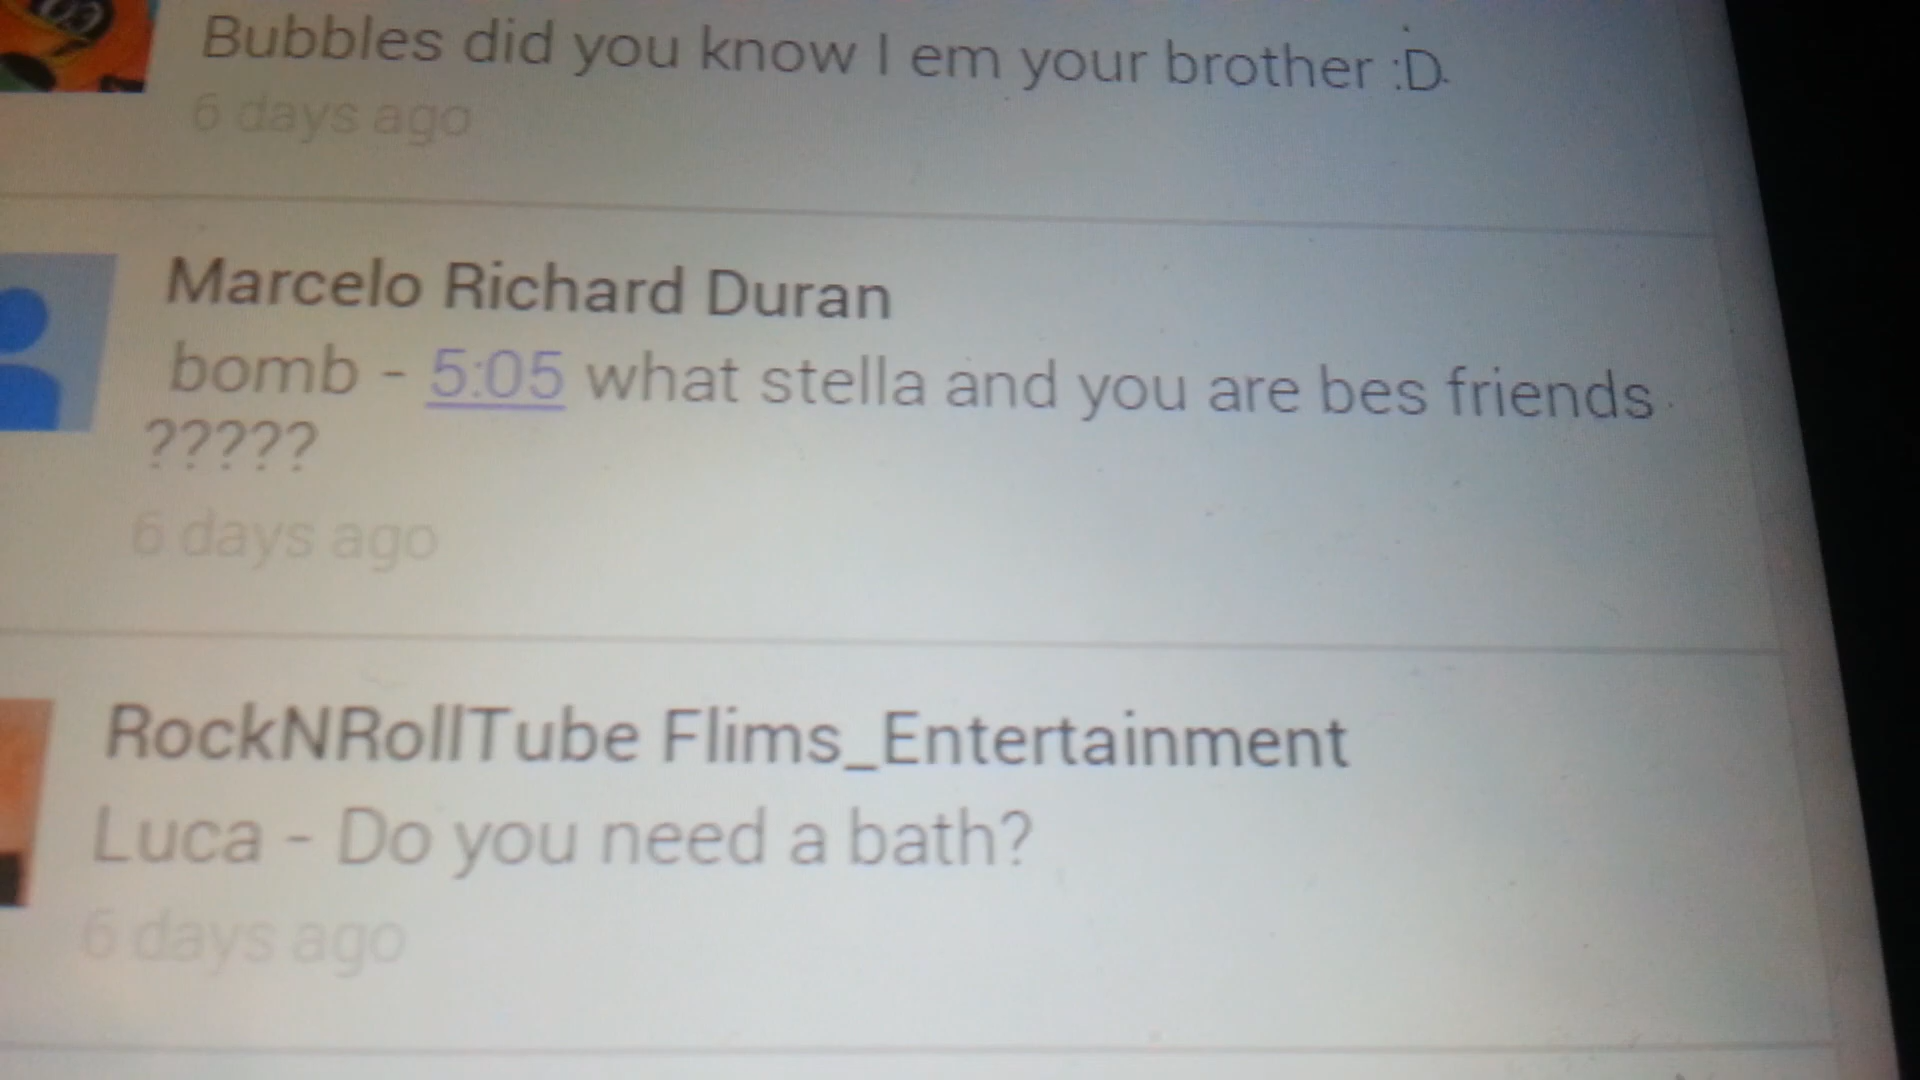 Bubbles did you know I em your brother :D
6 days ago
Marcelo Richard Duran
bomb - 5:05 what stella and you are bes friends
?????
6 days ago
RockNRollTube Flims_Entertainment
Luca - Do you need a bath?
6 days ago